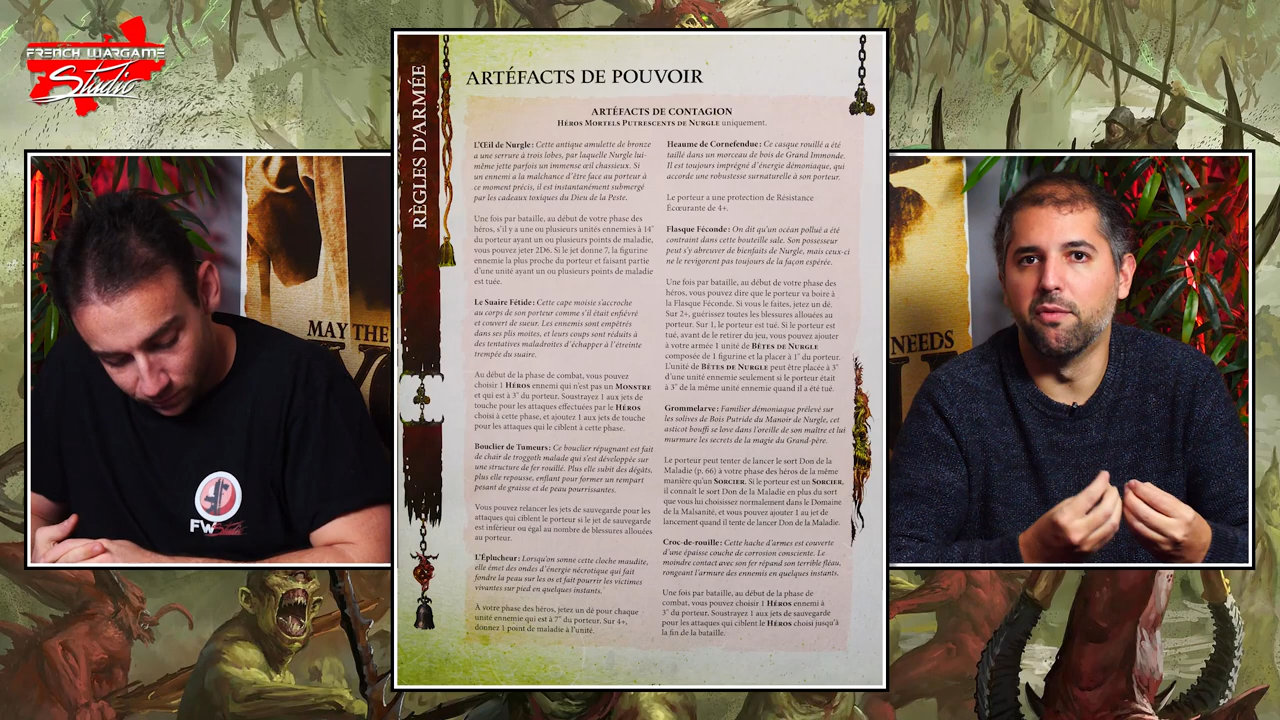 FRENCH WARGAME
Studio
MAY THE
NEEDS
FW
RÈGLES D'ARMÉE
ARTÉFACTS DE POUVOIR
ARTÉFACTS DE CONTAGION
HÉROS MORTELS PUTRESCENTS DE NURGLE uniquement.
L'Œil de Nurgle : Cette antique amulette de bronze
a une serrure à trois lobes, par laquelle Nurgle lui-
même jette parfois un immense œil chassieux. Si
un ennemi a la malchance d'être face au porteur à
ce moment précis, il est instantanément submergé
par les cadeaux toxiques du Dieu de la Peste.
Une fois par bataille, au début de votre phase des
héros, s'il y a une ou plusieurs unités ennemies à 14"
du porteur ayant un ou plusieurs points de maladie,
vous pouvez jeter 2D6. Si le jet donne 7, la figurine
ennemie la plus proche du porteur et faisant partie
d'une unité ayant un ou plusieurs points de maladie
est tuée.
Le Suaire Fétide : Cette cape moisie s'accroche
au corps de son porteur comme s'il était enfiévré
et couvert de sueur. Les ennemis sont empêtrés
dans ses plis moites, et leurs coups sont réduits à
des tentatives maladroites d'échapper à l'étreinte
trempée du suaire.
Au début de la phase de combat, vous pouvez
choisir 1 HÉROS ennemi qui n'est pas un MONSTRE
et qui est à 3" du porteur. Soustrayez 1 aux jets de
touche pour les attaques effectuées par le HÉROS
choisi à cette phase, et ajoutez 1 aux jets de touche
pour les attaques qui le ciblent à cette phase.
Bouclier de Tumeurs : Ce bouclier répugnant est fait
de chair de troggoth malade qui s'est développée sur
une structure de fer rouillé. Plus elle subit des dégâts,
plus elle repousse, enflant pour former un rempart
pesant de graisse et de peau pourrissantes.
Vous pouvez relancer les jets de sauvegarde pour les
attaques qui ciblent le porteur si le jet de sauvegarde
est inférieur ou égal au nombre de blessures allouées
au porteur.
L'Éplucheur : Lorsqu'on sonne cette cloche maudite,
elle émet des ondes d'énergie nécrotique qui fait
fondre la peau sur les os et fait pourrir les victimes
vivantes sur pied en quelques instants.
À votre phase des héros, jetez un dé pour chaque
unité ennemie qui est à 7" du porteur. Sur 4+,
donnez 1 point de maladie à l'unité.
Heaume de Cornefendue : Ce casque rouillé a été
taillé dans un morceau de bois de Grand Immonde.
Il est toujours imprégné d'énergie démoniaque, qui
accorde une robustesse surnaturelle à son porteur.
Le porteur a une protection de Résistance
Écœurante de 4+.
Flasque Féconde : On dit qu'un océan pollué a été
contraint dans cette bouteille sale. Son possesseur
peut s'y abreuver de bienfaits de Nurgle, mais ceux-ci
ne le revigorent pas toujours de la façon espérée.
Une fois par bataille, au début de votre phase des
héros, vous pouvez dire que le porteur va boire à
la Flasque Féconde. Si vous le faites, jetez un dé.
Sur 2+, guérissez toutes les blessures allouées au
porteur. Sur 1, le porteur est tué. Si le porteur est
tué, avant de le retirer du jeu, vous pouvez ajouter
à votre armée 1 unité de BÊTES DE NURGLE
composée de 1 figurine et la placer à 1" du porteur.
L'unité de BÊTES DE NURGLE peut être placée à 3"
d'une unité ennemie seulement si le porteur était
à 3" de la même unité ennemie quand il a été tué.
Grommelarve : Familier démoniaque prélevé sur
les solives de Bois Putride du Manoir de Nurgle, cet
asticot bouffi se love dans l'oreille de son maître et lui
murmure les secrets de la magie du Grand-père.
Le porteur peut tenter de lancer le sort Don de la
Maladie (p. 66) à votre phase des héros de la même
manière qu'un SORCIER. Si le porteur est un SORCIER,
il connaît le sort Don de la Maladie en plus du sort
que vous lui choisissez normalement dans le Domaine
de la Malsanité, et vous pouvez ajouter 1 au jet de
lancement quand il tente de lancer Don de la Maladie.
Croc-de-rouille : Cette hache d'armes est couverte
d'une épaisse couche de corrosion consciente. Le
moindre contact avec son fer répand son terrible fléau,
rongeant l'armure des ennemis en quelques instants.
Une fois par bataille, au début de la phase de
combat, vous pouvez choisir 1 HÉROS ennemi à
3" du porteur. Soustrayez 1 aux jets de sauvegarde
pour les attaques qui ciblent le HÉROS choisi jusqu'à
la fin de la bataille.